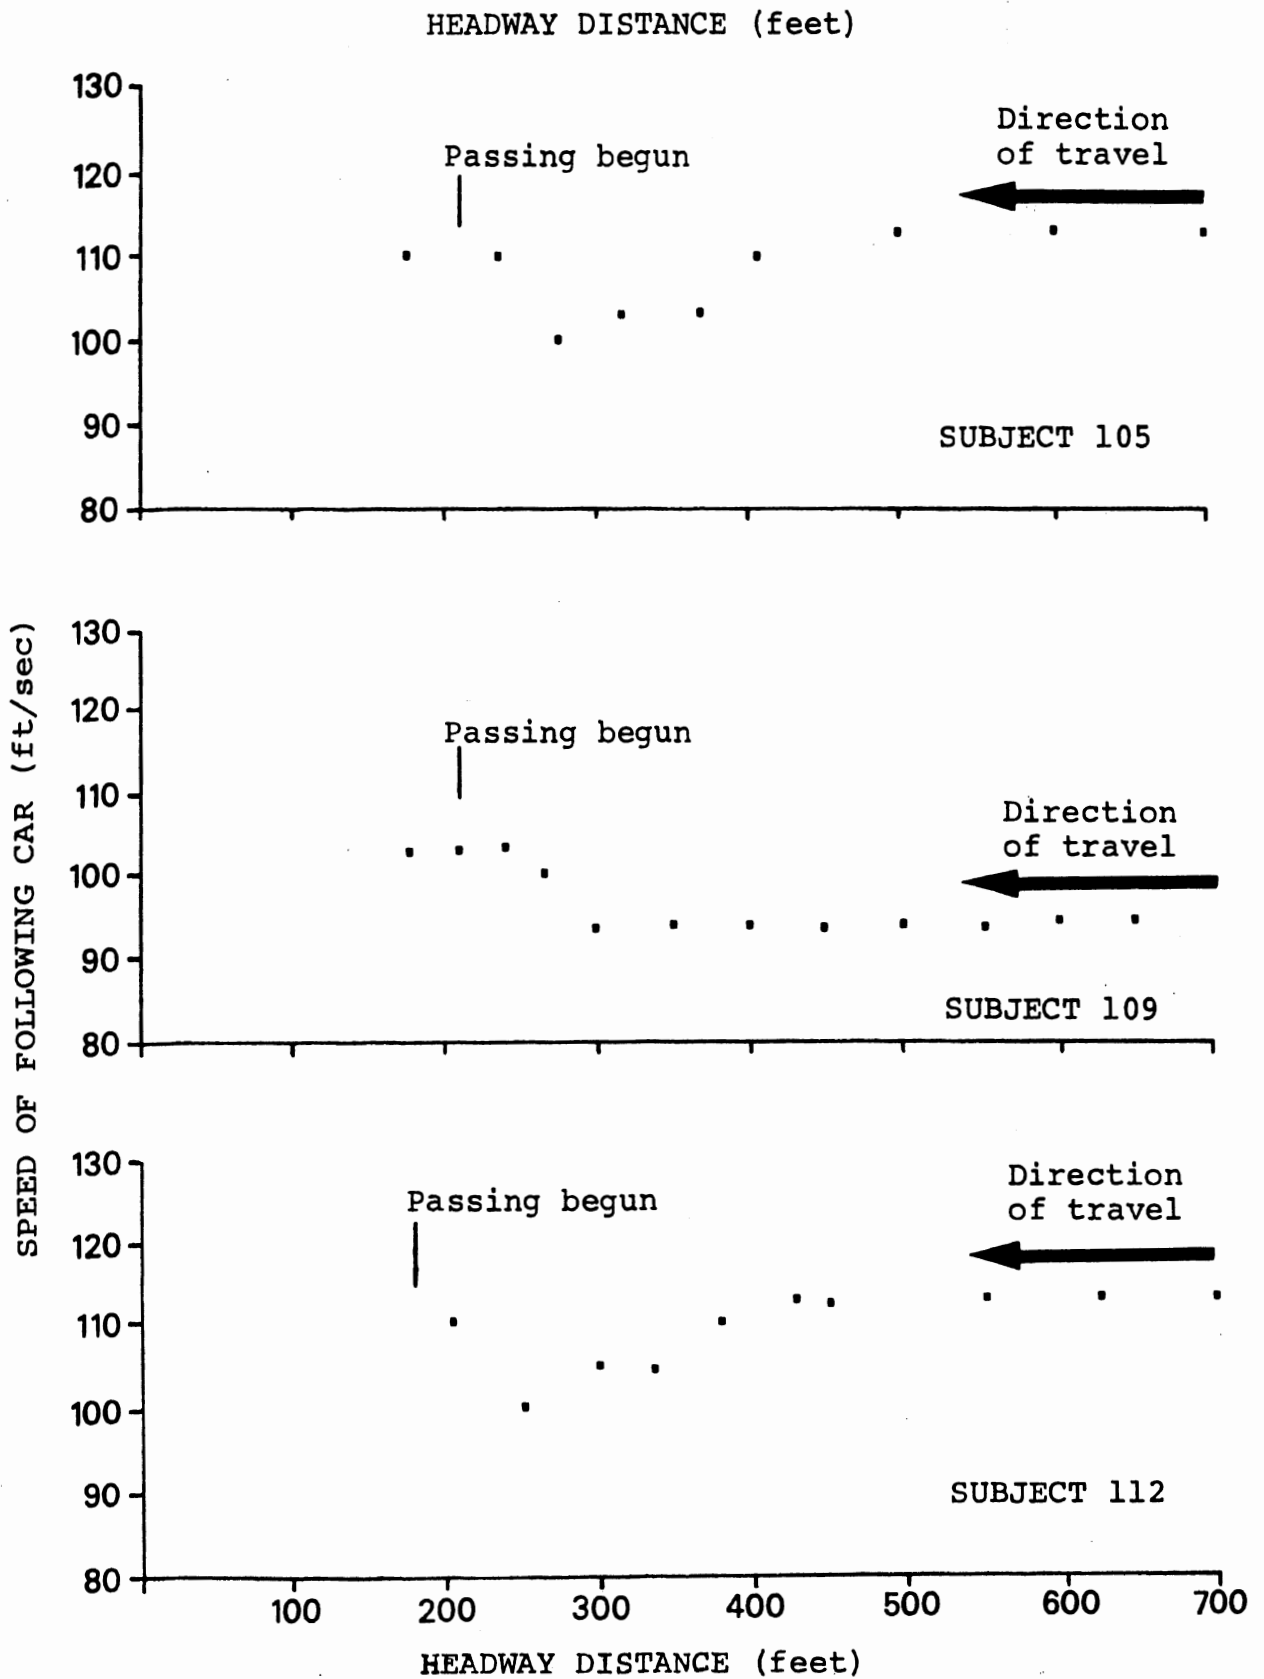 HEADWAY DISTANCE (feet)
130
120
110
100
90
80
Passing begun
Direction
of travel
SUBJECT 105
SPEED OF FOLLOWING CAR (ft/sec)
130
120
110
100
90
80
Passing begun
Direction
of travel
SUBJECT 109
130
120
110
100
90
80
Passing begun
Direction
of travel
SUBJECT 112
100 200 300 400 500 600 700
HEADWAY DISTANCE (feet)